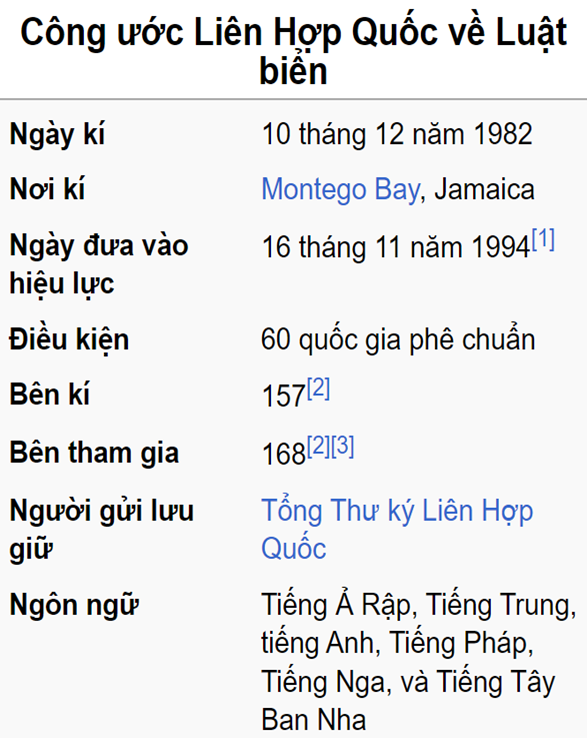 Công ước Liên Hợp Quốc về Luật
biển
Ngày kí 10 tháng 12 năm 1982
Nơi kí Montego Bay, Jamaica
Ngày đưa vào
hiệu lực 16 tháng 11 năm 1994[1]
Điều kiện 60 quốc gia phê chuẩn
Bên kí 157[2]
Bên tham gia 168[2][3]
Người gửi lưu
giữ Tổng Thư ký Liên Hợp
Quốc
Ngôn ngữ Tiếng Ả Rập, Tiếng Trung,
tiếng Anh, Tiếng Pháp,
Tiếng Nga, và Tiếng Tây
Ban Nha